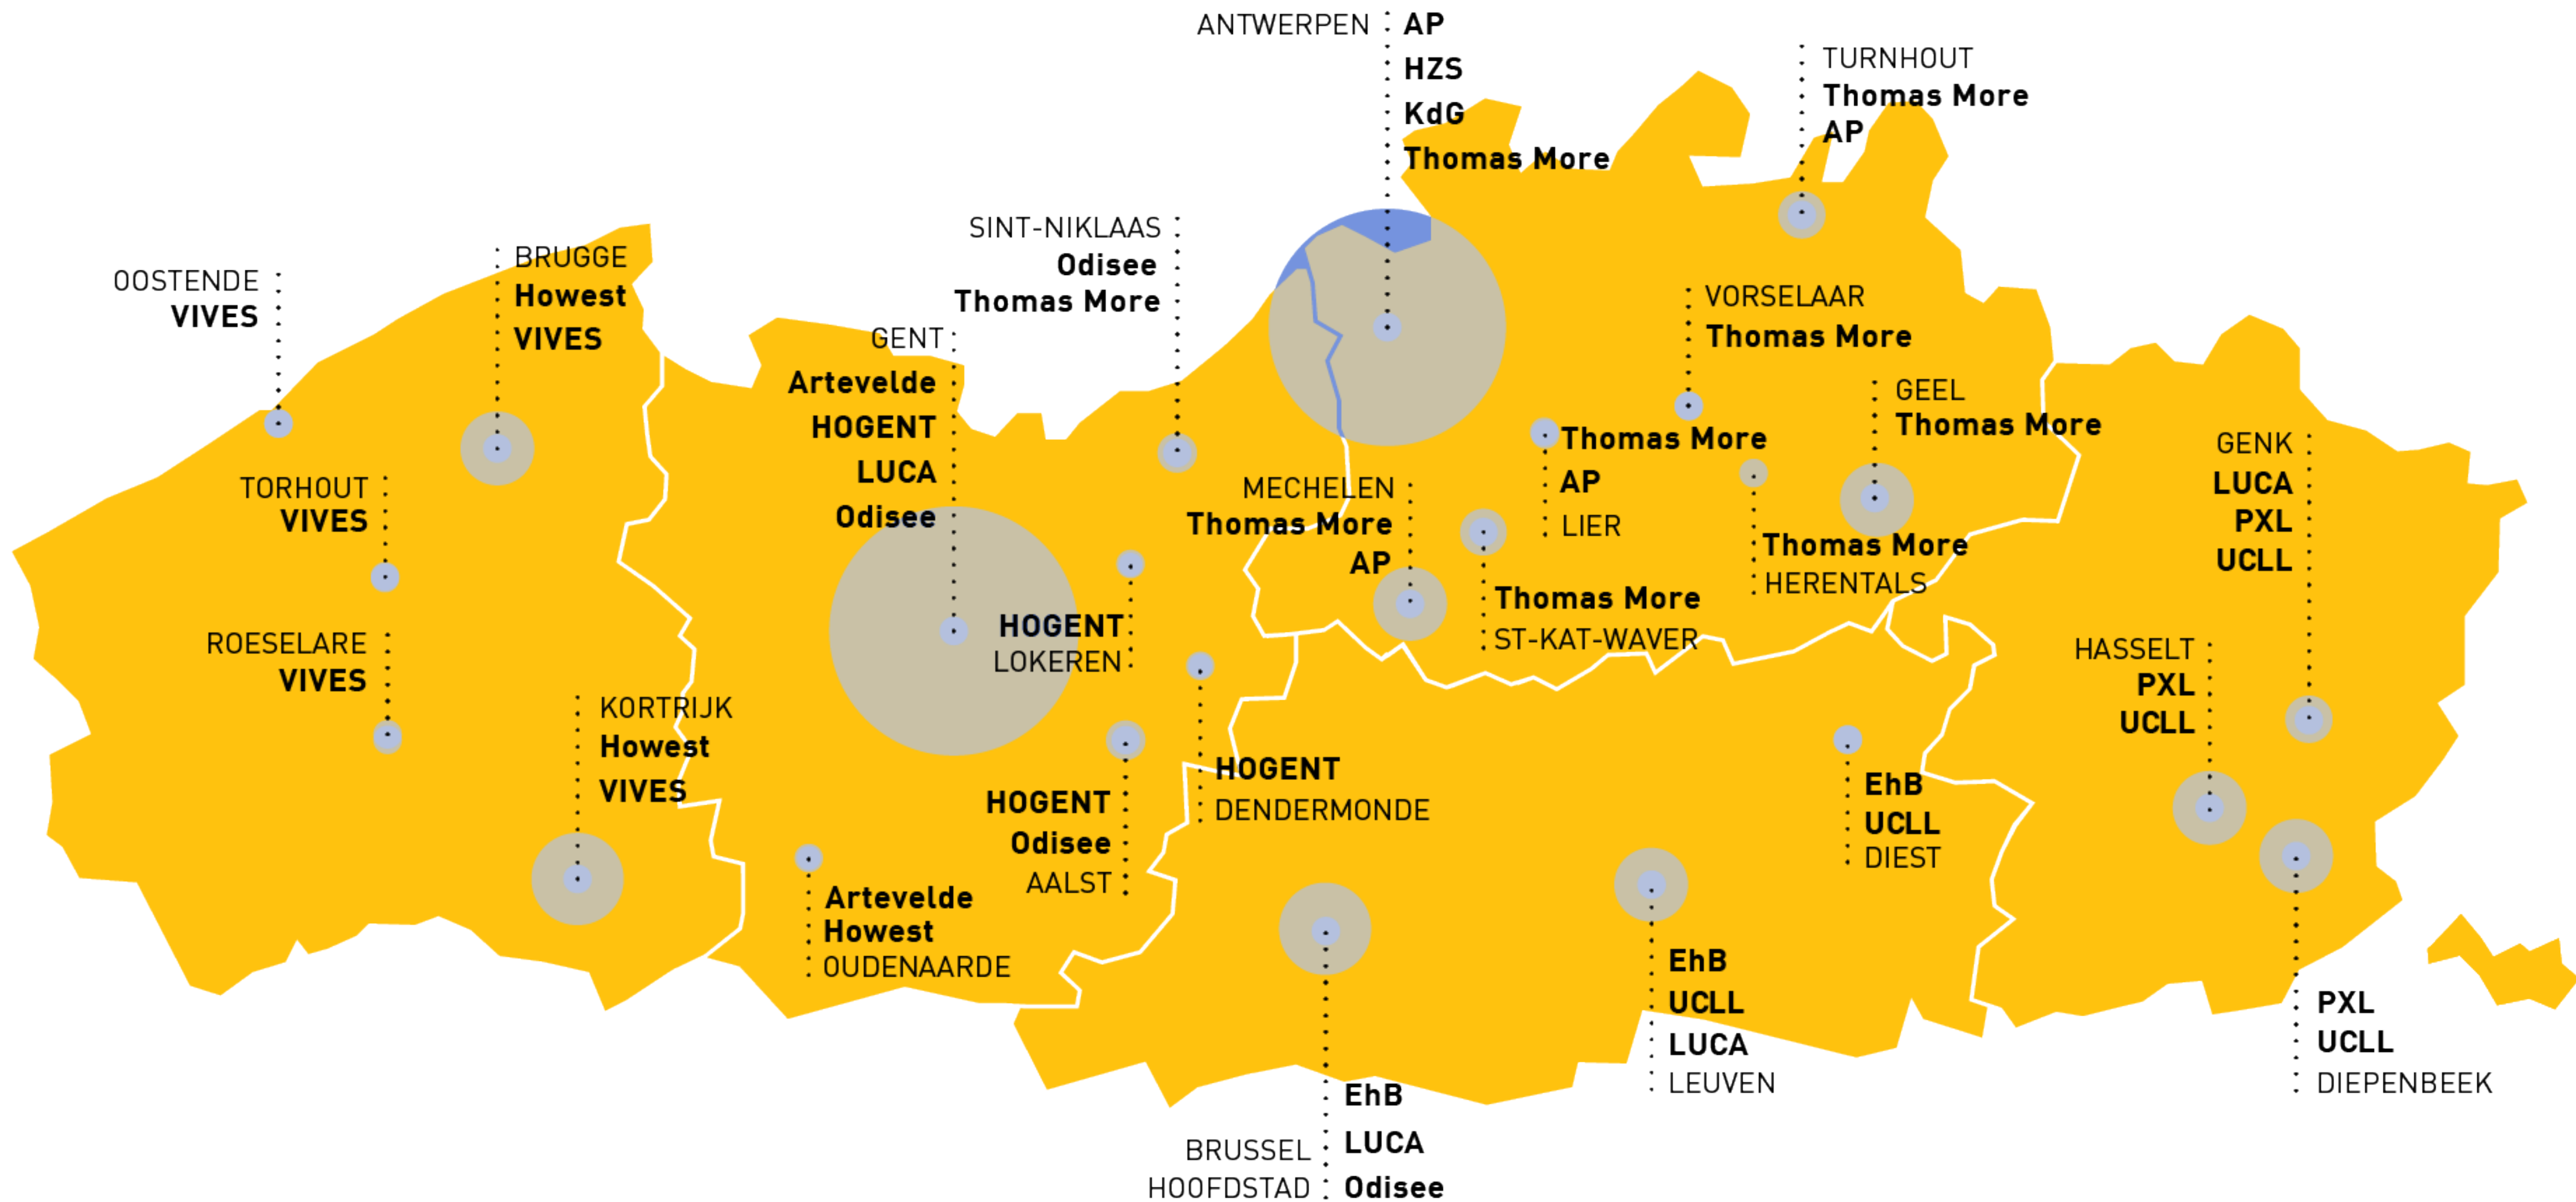 ANTWERPEN
AP
HZS
KdG
Thomas More
TURNHOUT
Thomas More
AP
SINT-NIKLAAS
Odisee
Thomas More
BRUGGE
Howest
VIVES
OOSTENDE
VIVES
GENT
Artevelde
HOGENT
LUCA
Odisee
VORSELAAR
Thomas More
GEEL
Thomas More
Thomas More
AP
LIER
GENK
LUCA
PXL
UCLL
TORHOUT
VIVES
MECHELEN
Thomas More
AP
Thomas More
HERENTALS
Thomas More
ST-KAT-WAVER
HOGENT
LOKEREN
ROESELARE
VIVES
HASSELT
PXL
UCLL
KORTRIJK
Howest
VIVES
HOGENT
DENDERMONDE
HOGENT
Odisee
AALST
EhB
UCLL
DIEST
Artevelde
Howest
OUDENAARDE
EhB
UCLL
LUCA
LEUVEN
PXL
UCLL
DIEPENBEEK
BRUSSEL
HOOFDSTAD
EhB
LUCA
Odisee